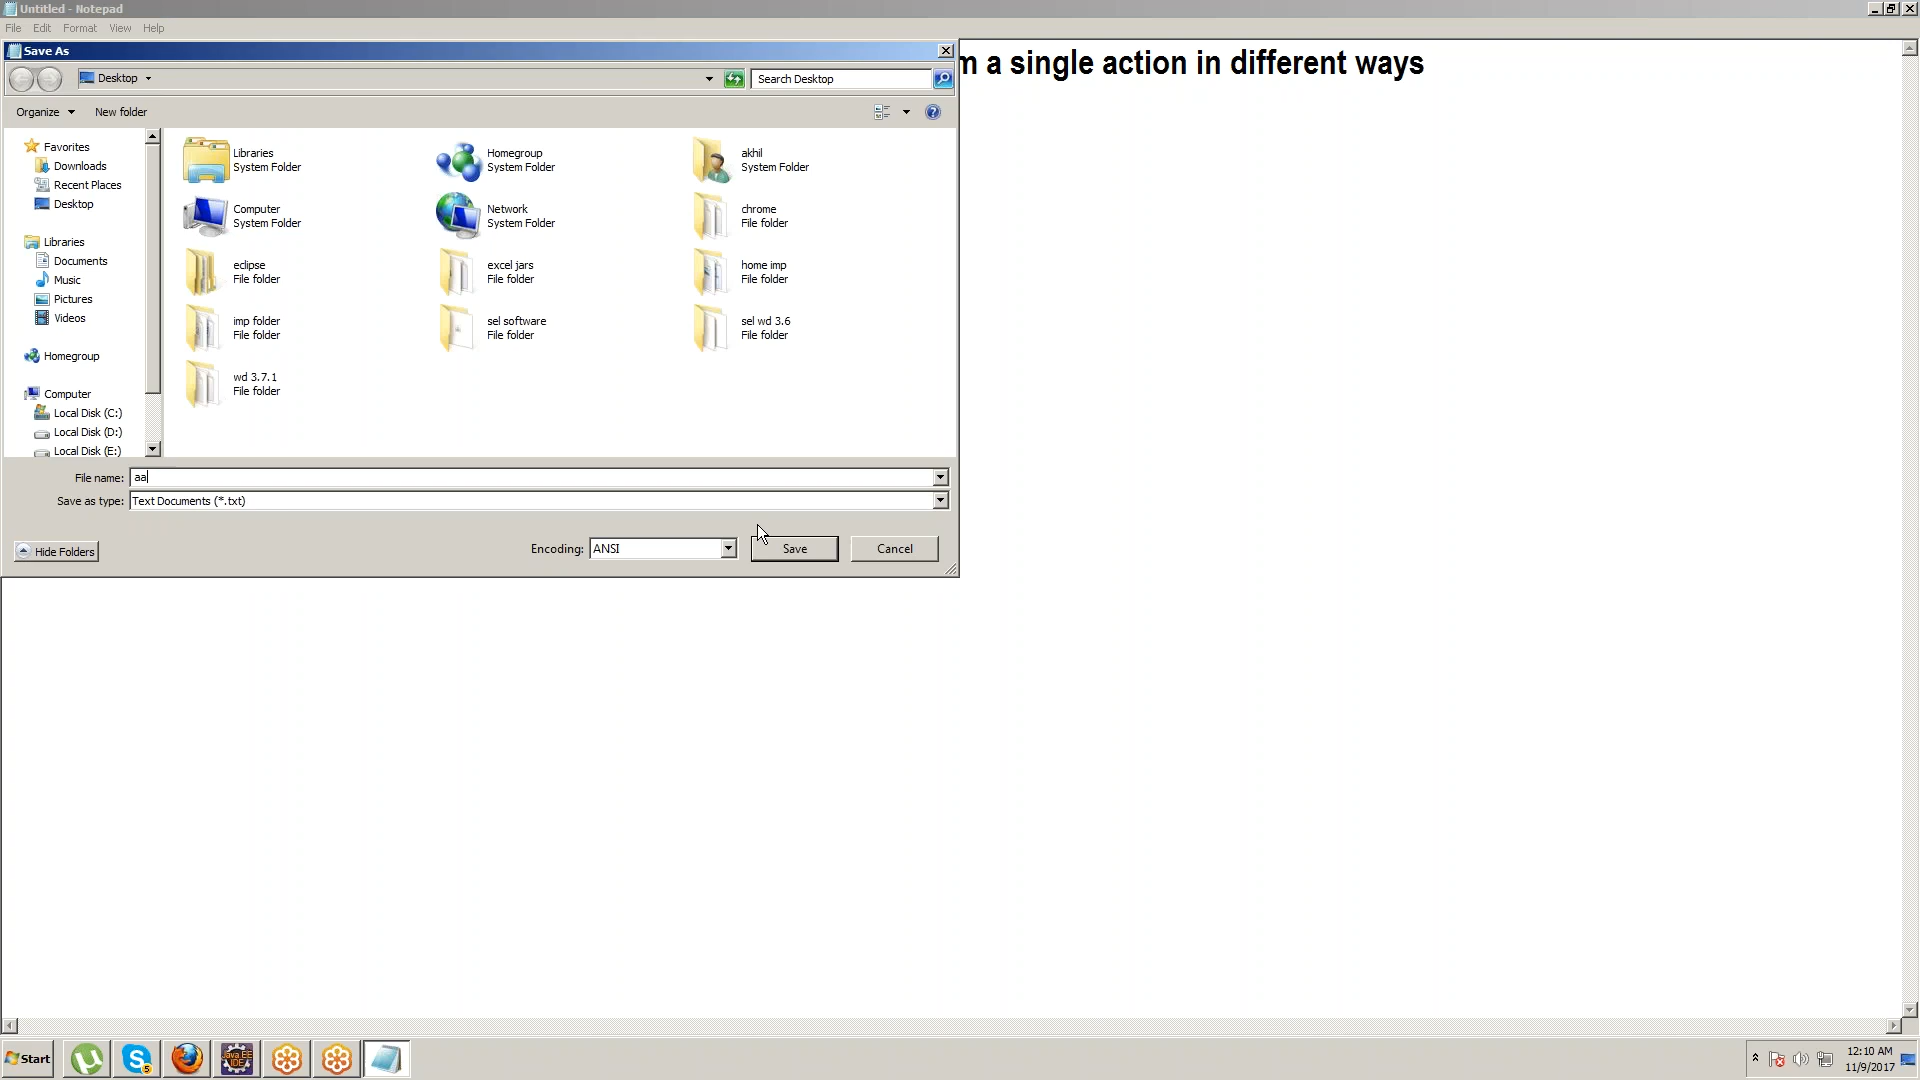 Untitled - Notepad
File Edit Format View Help
Save As
m a single action in different ways
Desktop
Search Desktop
Organize New folder
Favorites
Downloads
Recent Places
Desktop
Libraries
Documents
Music
Pictures
Videos
Homegroup
Computer
Local Disk (C:)
Local Disk (D:)
Local Disk (E:)
Libraries
System Folder
Homegroup
System Folder
akhil
System Folder
Computer
System Folder
Network
System Folder
chrome
File folder
eclipse
File folder
excel jars
File folder
home imp
File folder
imp folder
File folder
sel software
File folder
sel wd 3.6
File folder
wd 3.7.1
File folder
File name: aa
Save as type: Text Documents (*.txt)
Hide Folders
Encoding: ANSI
Save
Cancel
Start
S
5
Java EE
IDE
12:10 AM
11/9/2017